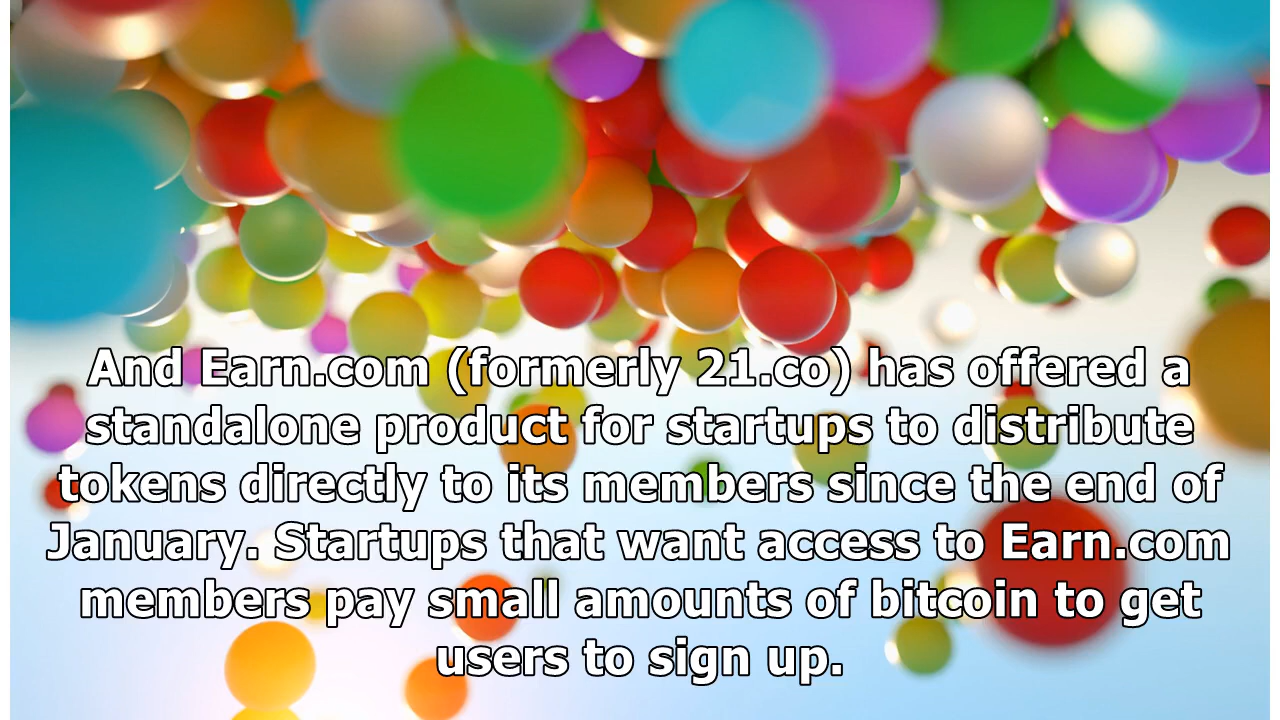 And Earn.com (formerly 21.co) has offered a
standalone product for startups to distribute
tokens directly to its members since the end of
January. Startups that want access to Earn.com
members pay small amounts of bitcoin to get
users to sign up.